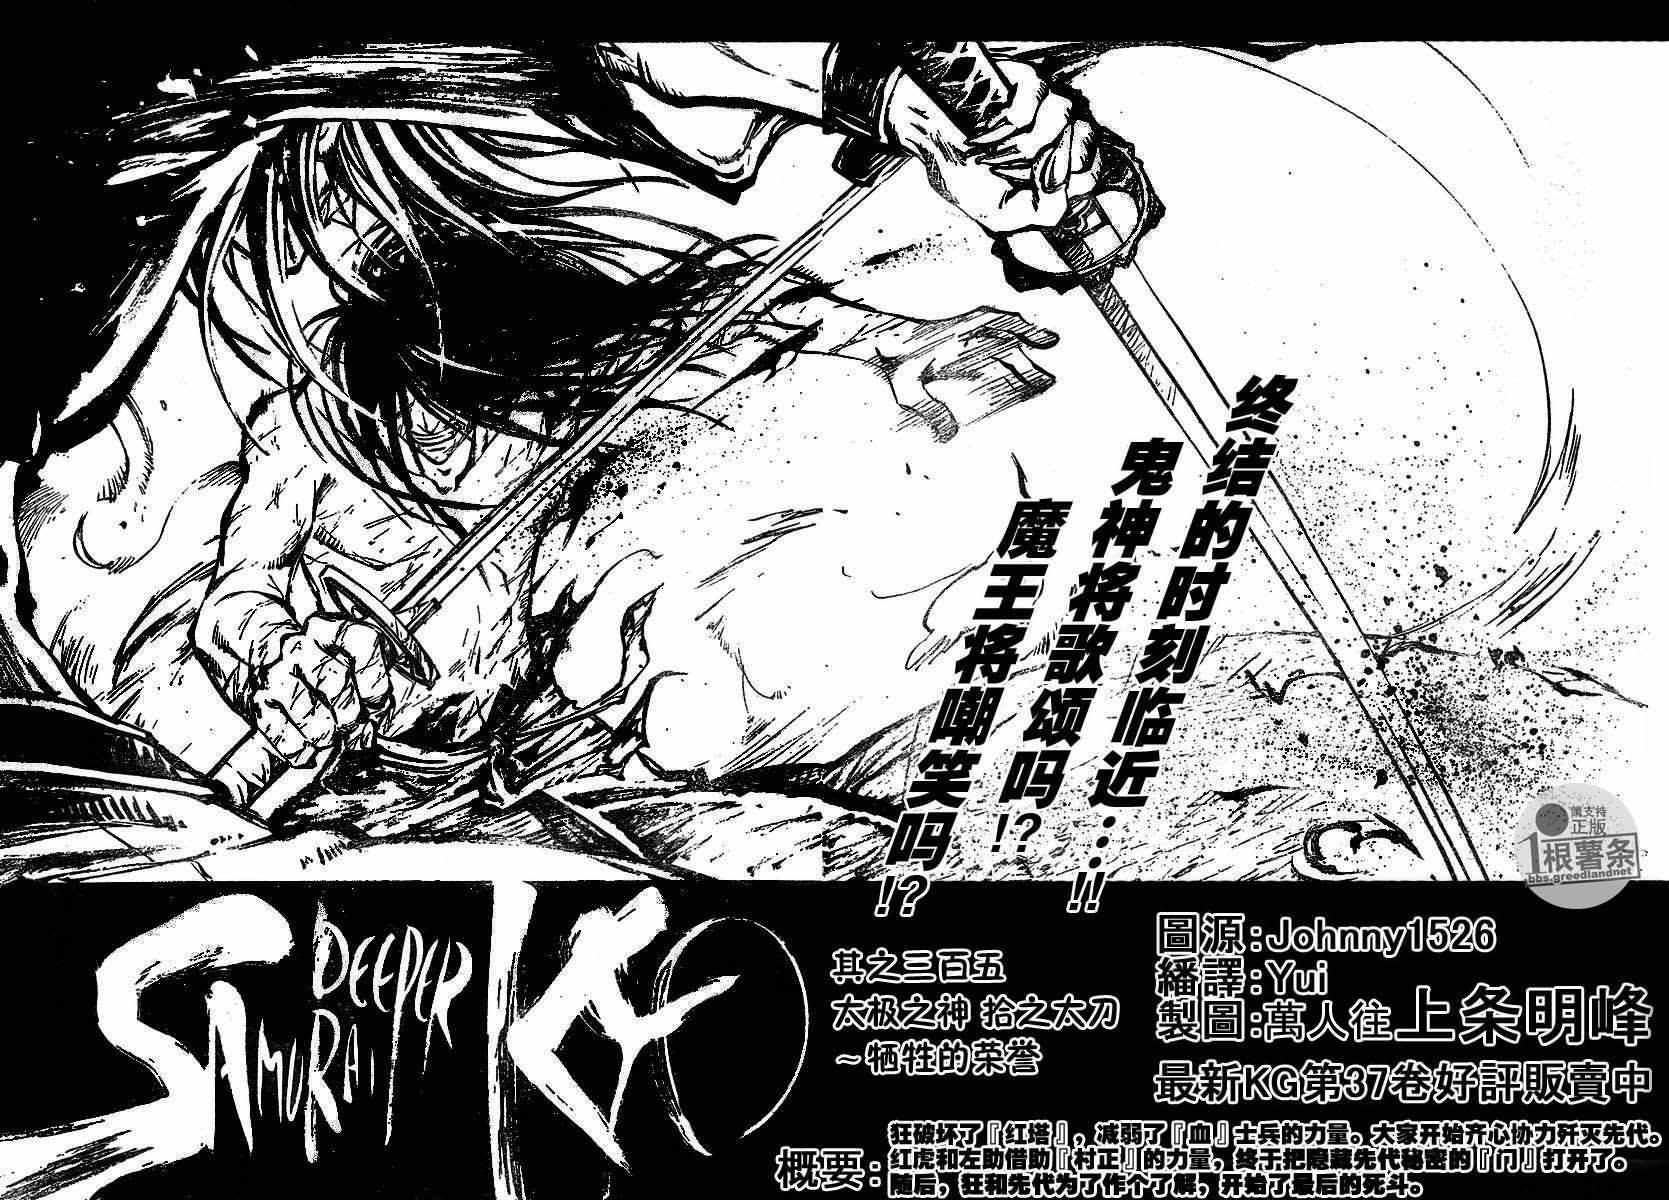 终结的时刻临近…!!
鬼神将歌颂吗!?
魔王将嘲笑吗!?
萬支持
正版
1根薯条
bbs.greedlandnet
SAMURAI
DEEPER
KYO
其之三百五
太极之神 拾之太刀
～牺牲的荣誉
圖源:Johnny1526
繙譯:Yui
製圖:萬人往
上条明峰
最新KG第37卷好評販賣中
概要:
狂破坏了『红塔』，减弱了『血』士兵的力量。大家开始齐心协力歼灭先代。
红虎和左助借助『村正』的力量，终于把隐藏先代秘密的『门』打开了。
随后，狂和先代为了作个了解，开始了最后的死斗。